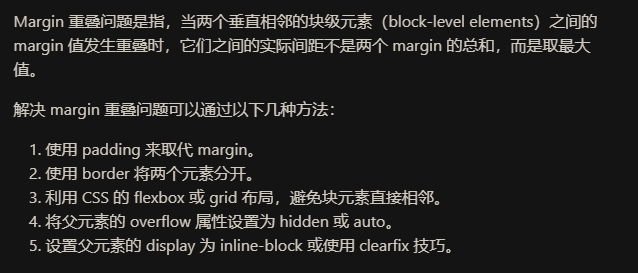 Margin 重叠问题是指，当两个垂直相邻的块级元素（block-level elements）之间的
margin 值发生重叠时，它们之间的实际间距不是两个 margin 的总和，而是取最大
值。
解决 margin 重叠问题可以通过以下几种方法：
1. 使用 padding 来取代 margin。
2. 使用 border 将两个元素分开。
3. 利用 CSS 的 flexbox 或 grid 布局，避免块元素直接相邻。
4. 将父元素的 overflow 属性设置为 hidden 或 auto。
5. 设置父元素的 display 为 inline-block 或使用 clearfix 技巧。